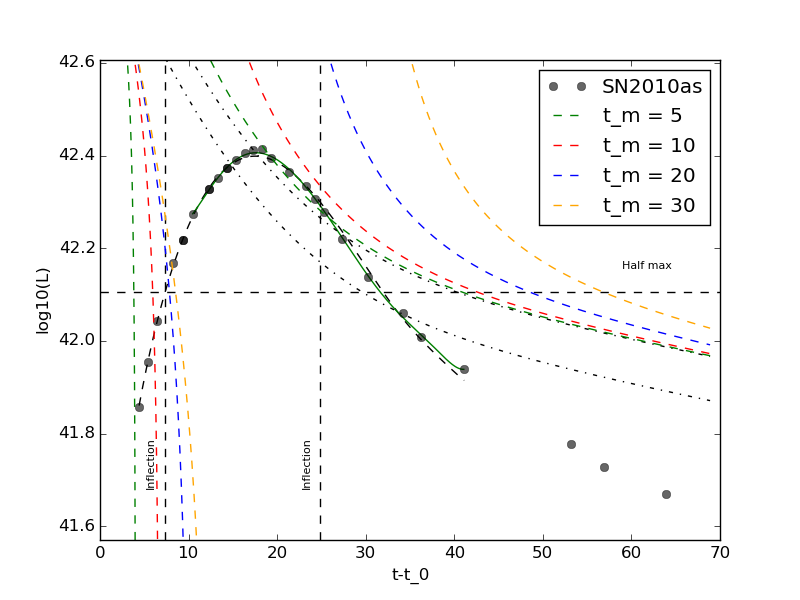 42.6
42.4
42.2
42.0
41.8
41.6
log10(L)
SN2010as
t_m = 5
t_m = 10
t_m = 20
t_m = 30
Half max
Inflection
Inflection
0 10 20 30 40 50 60 70
t-t_0